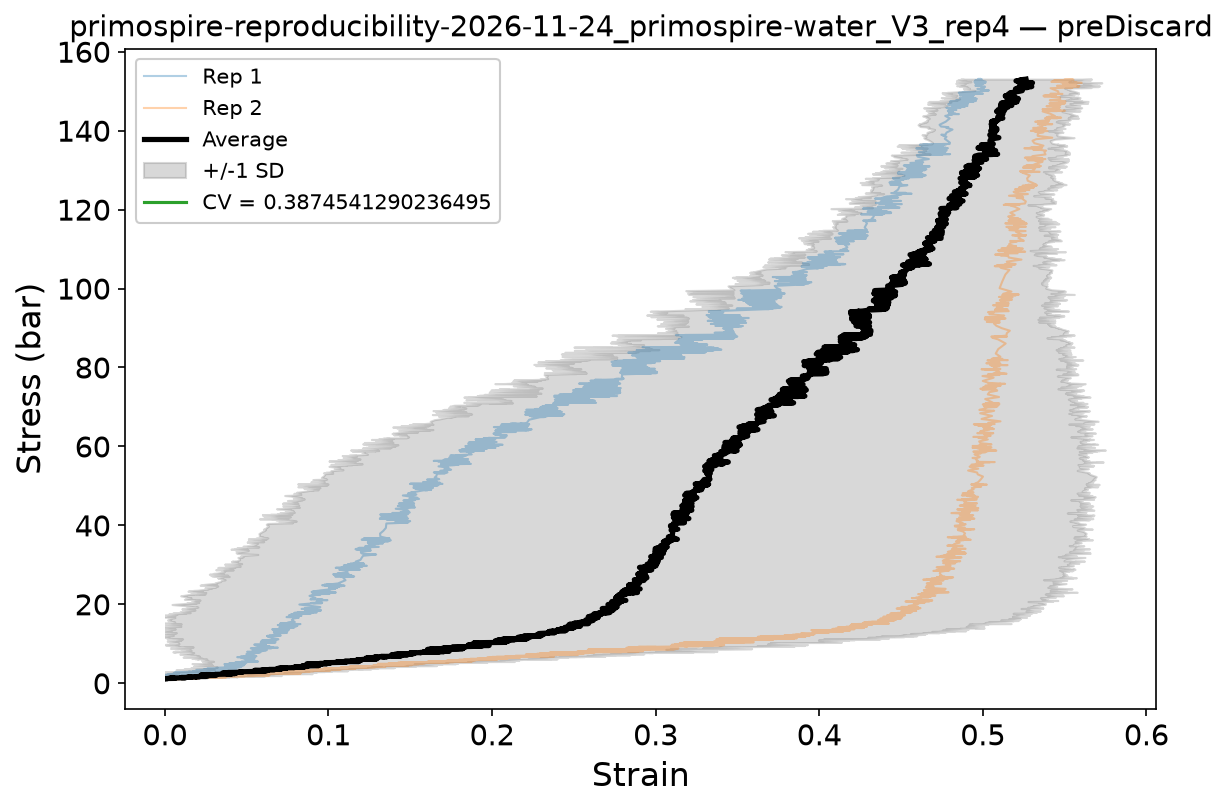 primospire-reproducibility-2026-11-24_primospire-water_V3_rep4 — preDiscard
160
140
120
100
80
60
40
20
0
Stress (bar)
Rep 1
Rep 2
Average
+/-1 SD
CV = 0.3874541290236495
0.0 0.1 0.2 0.3 0.4 0.5 0.6
Strain